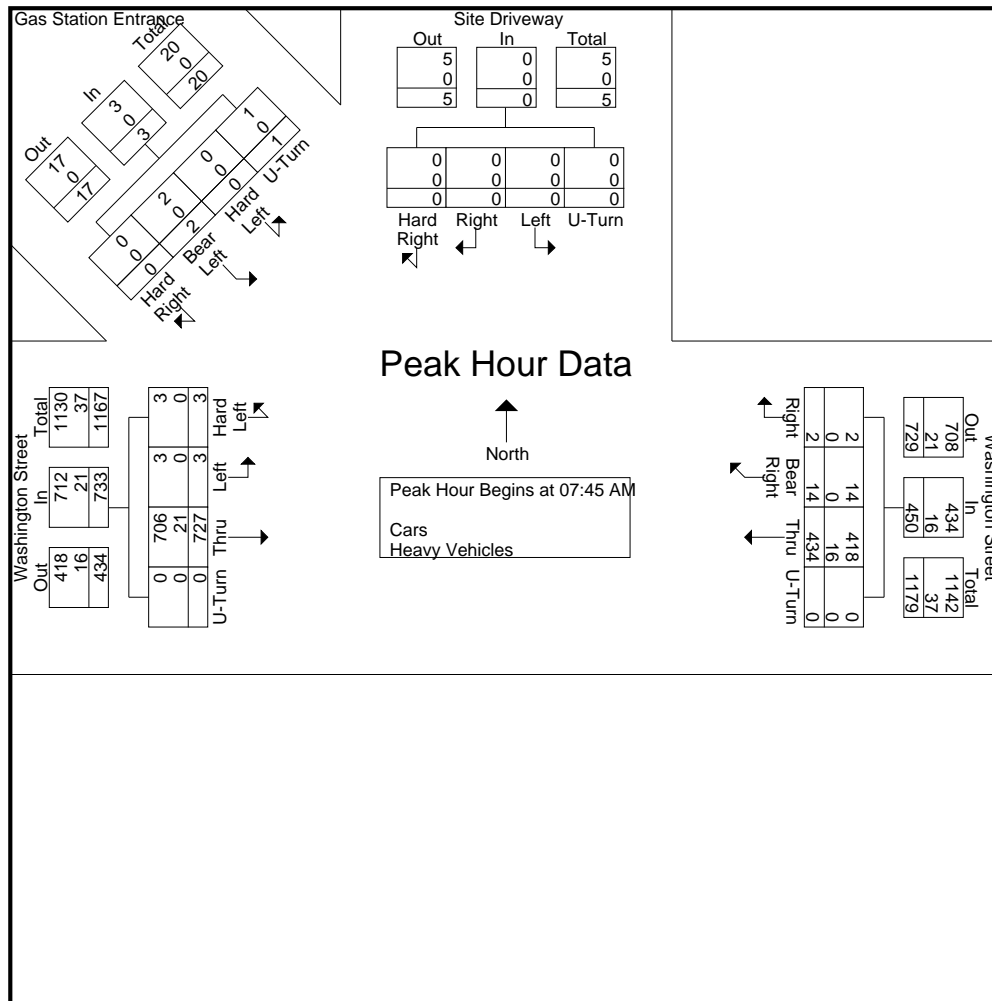 Gas Station Entrance
Out
17
0
17
In
3
0
3
Total
20
0
20
0
0
0
Hard
Right
2
0
2
Bear
Left
0
0
0
Hard
Left
1
0
1
U-Turn
Site Driveway
Out In Total
5 0 5
0 0 0
5 0 5
0 0 0 0
0 0 0 0
0 0 0 0
Hard
Right
Right
Left
U-Turn
Washington Street
Out In Total
418 712 1130
16 21 37
434 733 1167
0 706 3 3
0 21 0 0
0 727 3 3
U-Turn
Thru
Left
Hard
Left
Peak Hour Data
North
Peak Hour Begins at 07:45 AM
Cars
Heavy Vehicles
Washington Street
Out In Total
708 434 1142
21 16 37
729 450 1179
2 14 418 0
0 0 16 0
2 14 434 0
Right
Bear
Right
Thru
U-Turn